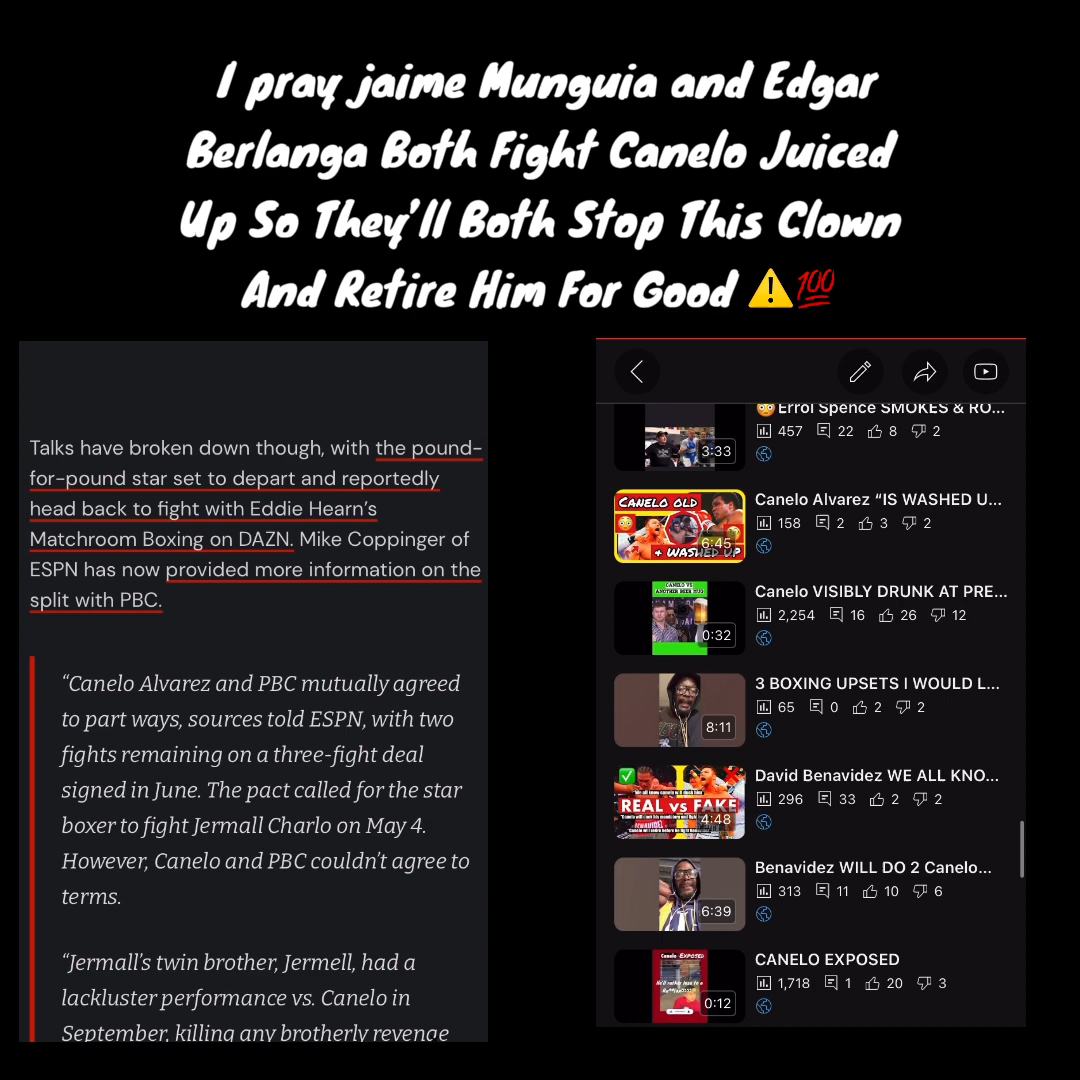 I pray jaime Munguia and Edgar
Berlanga Both Fight Canelo Juiced
Up So They'll Both Stop This Clown
And Retire Him For Good ⚠️💯
Talks have broken down though, with the pound-
for-pound star set to depart and reportedly
head back to fight with Eddie Hearn's
Matchroom Boxing on DAZN. Mike Coppinger of
ESPN has now provided more information on the
split with PBC.
“Canelo Alvarez and PBC mutually agreed
to part ways, sources told ESPN, with two
fights remaining on a three-fight deal
signed in June. The pact called for the star
boxer to fight Jermall Charlo on May 4.
However, Canelo and PBC couldn't agree to
terms.
“Jermall's twin brother, Jermell, had a
lackluster performance vs. Canelo in
September, killing any brotherly revenge
😳Errol Spence SMOKES & RO...
457 22 8 2
3:33
Canelo Alvarez “IS WASHED U...
158 2 3 2
CANELO OLD
+ WASHED UP
6:45
Canelo VISIBLY DRUNK AT PRE...
2,254 16 26 12
CANELO VS
ANOTHER BEER MUG
0:32
3 BOXING UPSETS I WOULD L...
65 0 2 2
8:11
David Benavidez WE ALL KNO...
296 33 2 2
REAL vs FAKE
4:48
Benavidez WILL DO 2 Canelo...
313 11 10 6
6:39
CANELO EXPOSED
1,718 1 20 3
Canelo EXPOSED
0:12